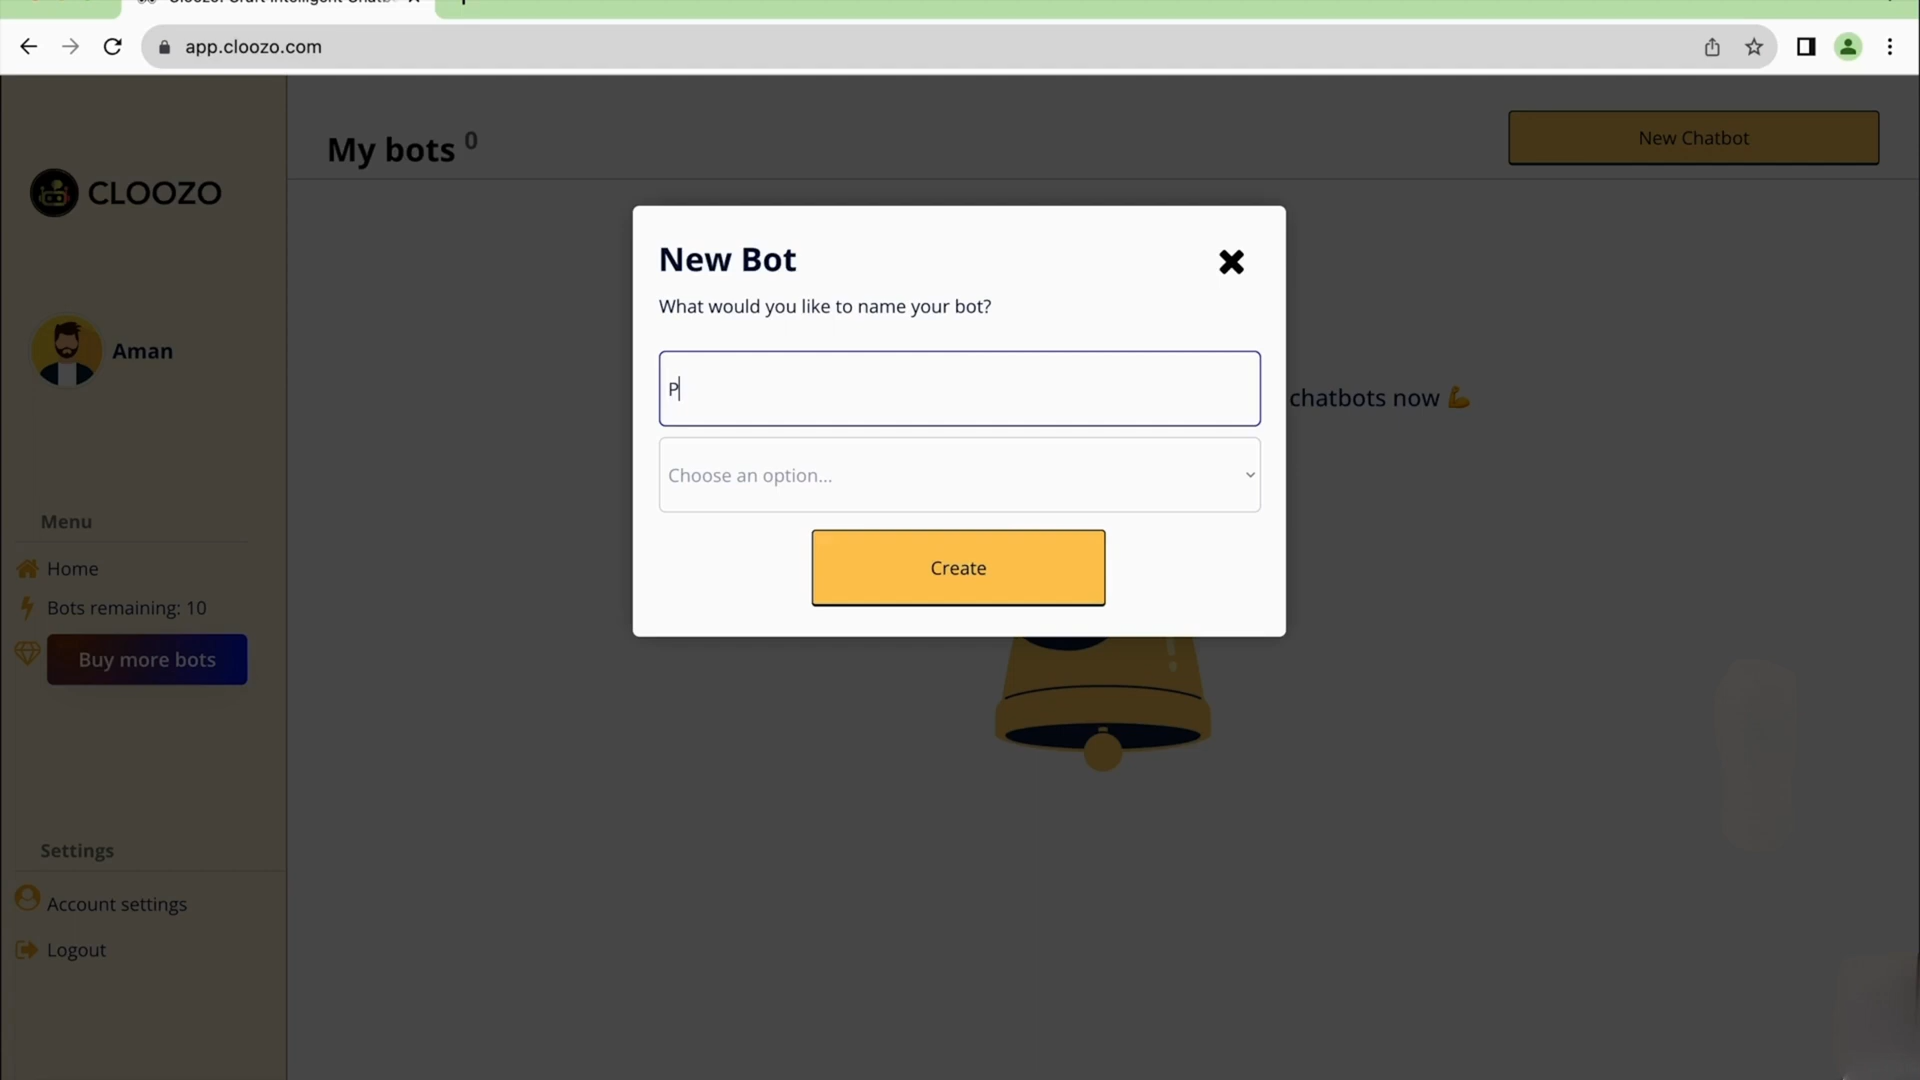 app.cloozo.com
CLOOZO
Aman
Menu
Home
Bots remaining: 10
Buy more bots
Settings
Account settings
Logout
My bots 0
New Chatbot
chatbots now 💪
New Bot
What would you like to name your bot?
P
Choose an option...
Create